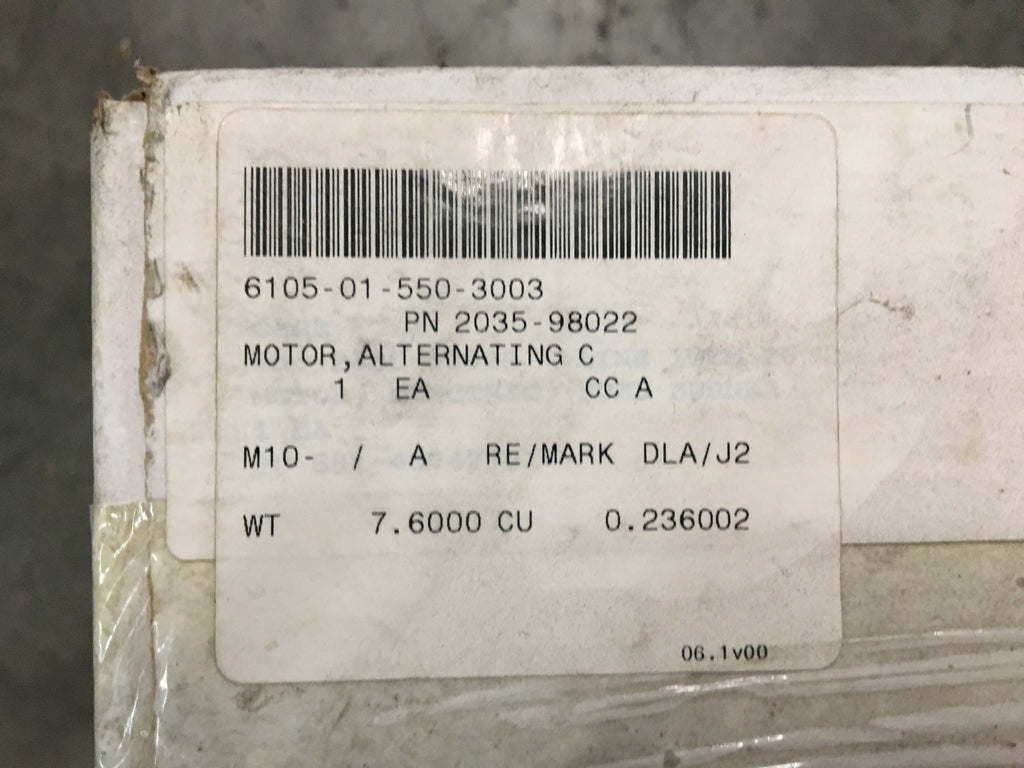 6105-01-550-3003
PN 2035-98022
MOTOR,ALTERNATING C
1 EA CC A
M10- / A RE/MARK DLA/J2
WT 7.6000 CU 0.236002
06.1v00